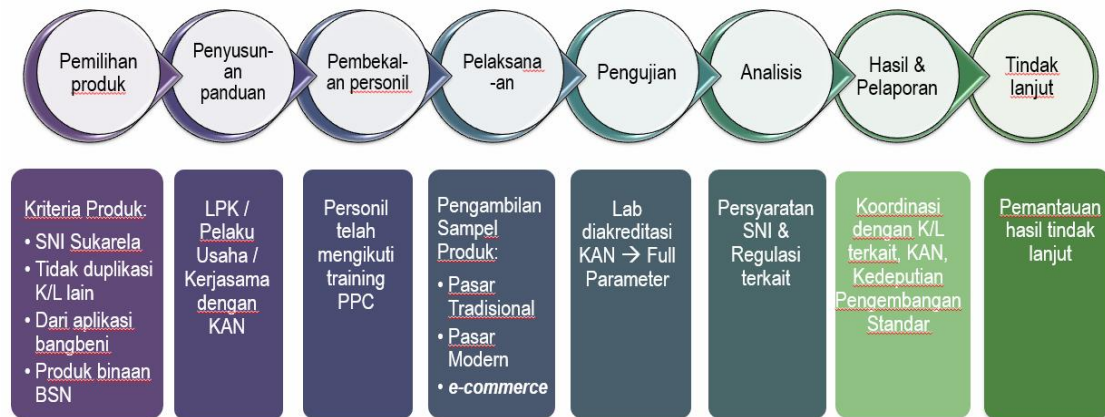 Pemilihan
produk
Penyusun-
an
panduan
Pembekal-
an personil
Pelaksana
-an
Pengujian
Analisis
Hasil &
Pelaporan
Tindak
lanjut
Kriteria Produk:
• SNI Sukarela
• Tidak duplikasi
K/L lain
• Dari aplikasi
bangbeni
• Produk binaan
BSN
LPK /
Pelaku
Usaha /
Kerjasama
dengan
KAN
Personil
telah
mengikuti
training
PPC
Pengambilan
Sampel
Produk:
• Pasar
Tradisional
• Pasar
Modern
• e-commerce
Lab
diakreditasi
KAN → Full
Parameter
Persyaratan
SNI &
Regulasi
terkait
Koordinasi
dengan K/L
terkait, KAN,
Kedeputian
Pengembangan
Standar
Pemantauan
hasil tindak
lanjut